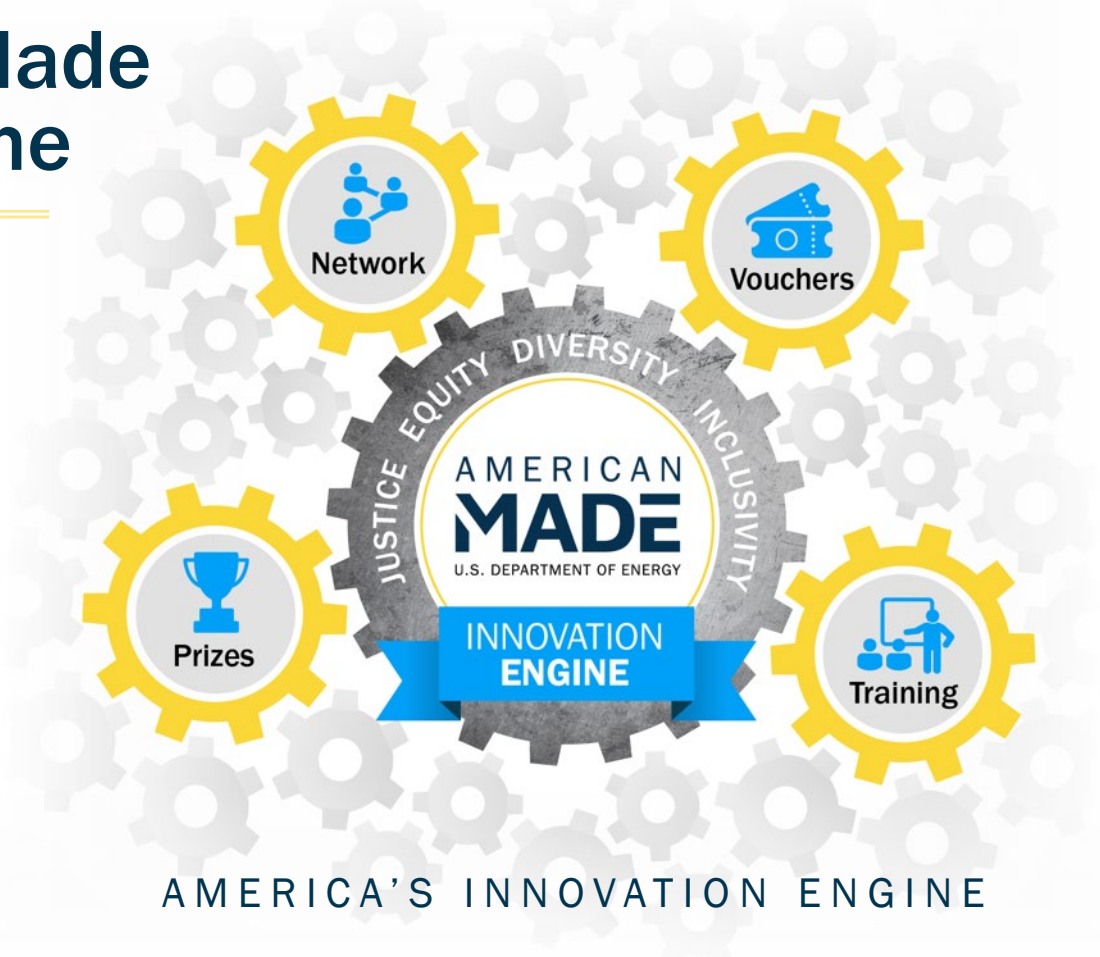 lade
ne
Network
Vouchers
JUSTICE EQUITY DIVERSITY INCLUSIVITY
AMERICAN
MADE
U.S. DEPARTMENT OF ENERGY
INNOVATION
ENGINE
Prizes
Training
AMERICA'S INNOVATION ENGINE